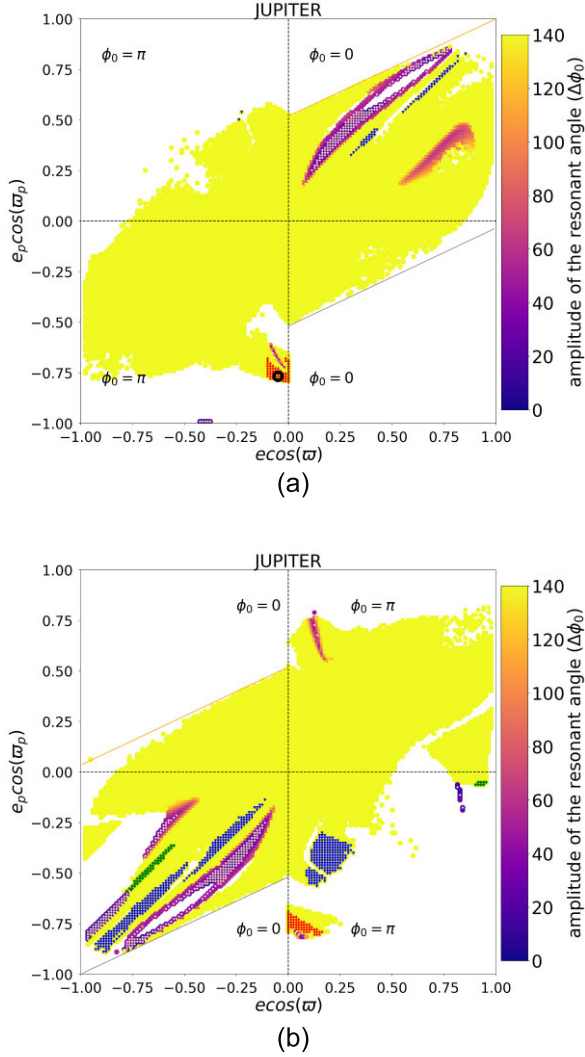 JUPITER
1.00
0.75
0.50
0.25
0.00
−0.25
−0.50
−0.75
−1.00
e_p cos(ϖ_p)
ϕ₀ = π
ϕ₀ = 0
ϕ₀ = π
ϕ₀ = 0
−1.00 −0.75 −0.50 −0.25 0.00 0.25 0.50 0.75 1.00
ecos(ϖ)
140
120
100
80
60
40
20
0
amplitude of the resonant angle (Δϕ₀)
(a)
JUPITER
1.00
0.75
0.50
0.25
0.00
−0.25
−0.50
−0.75
−1.00
e_p cos(ϖ_p)
ϕ₀ = 0
ϕ₀ = π
ϕ₀ = 0
ϕ₀ = π
−1.00 −0.75 −0.50 −0.25 0.00 0.25 0.50 0.75 1.00
ecos(ϖ)
140
120
100
80
60
40
20
0
amplitude of the resonant angle (Δϕ₀)
(b)